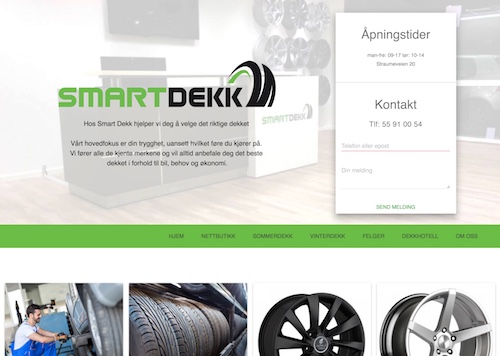 SMARTDEKK
SMARTDEKK
Hos Smart Dekk hjelper vi deg å velge det riktige dekket
Vårt hovedfokus er din trygghet, uansett hvilket føre du kjører på.
Vi fører alle de kjente merkene og vil alltid anbefale deg det beste
dekket i forhold til bil, behov og økonomi.
Åpningstider
man-fre: 09-17 lør: 10-14
Straumeveien 20
Kontakt
Tlf: 55 91 00 54
Telefon eller epost
Din melding
SEND MELDING
HJEM NETTBUTIKK SOMMERDEKK VINTERDEKK FELGER DEKKHOTELL OM OSS